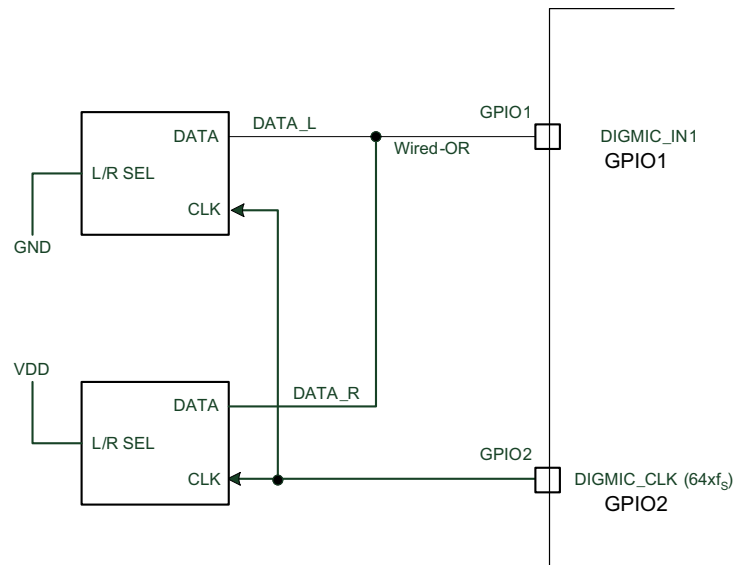 GPIO1
DATA
DATA_L
Wired-OR
DIGMIC_IN1
GPIO1
L/R SEL
CLK
GND
VDD
DATA
DATA_R
L/R SEL
GPIO2
CLK
DIGMIC_CLK (64xfS)
GPIO2